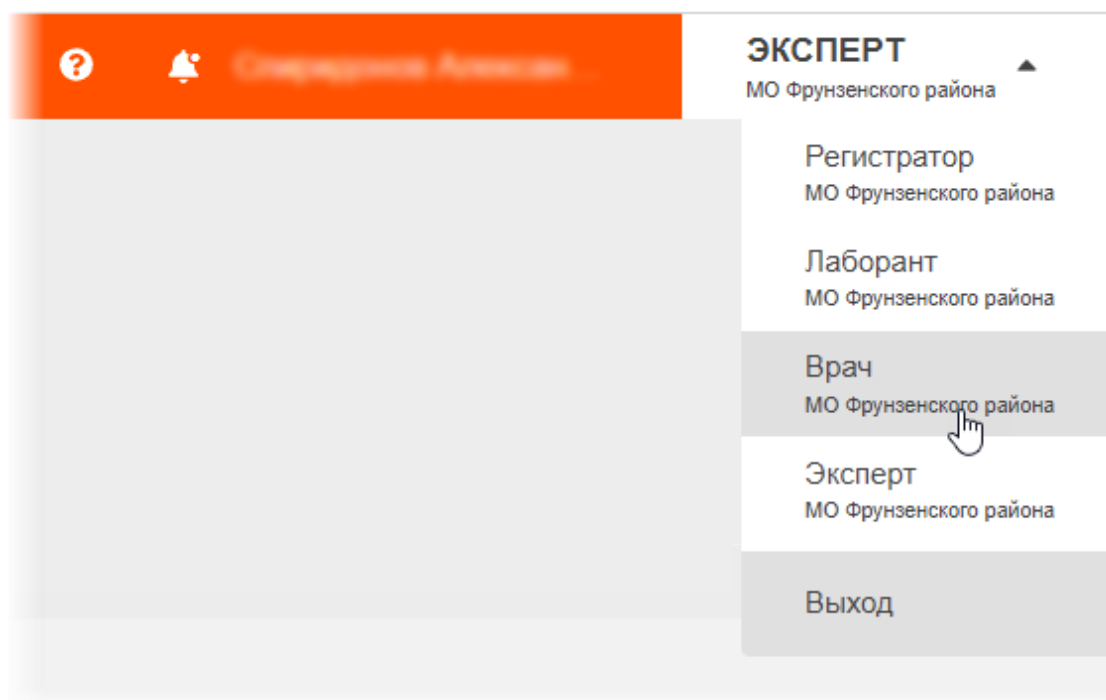 ЭКСПЕРТ
МО Фрунзенского района
Регистратор
МО Фрунзенского района
Лаборант
МО Фрунзенского района
Врач
МО Фрунзенского района
Эксперт
МО Фрунзенского района
Выход